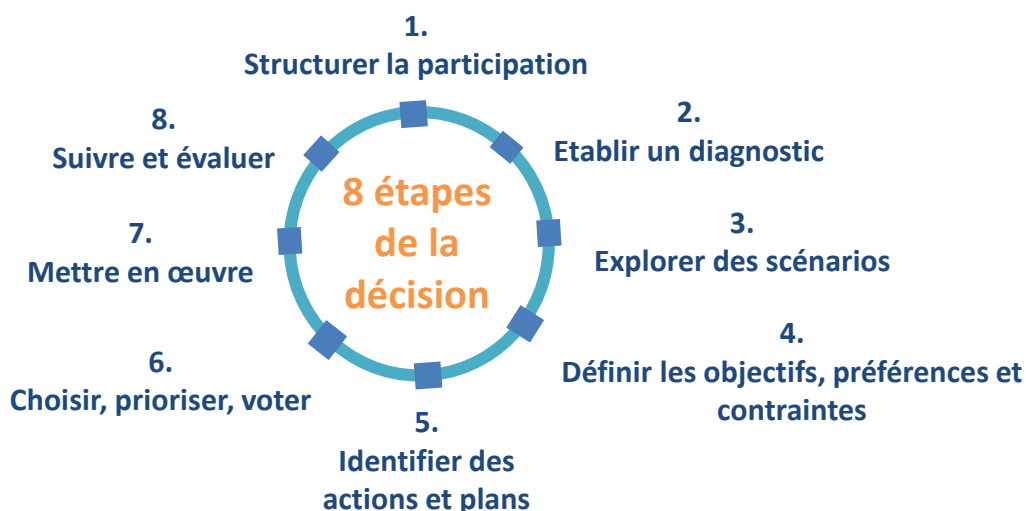 1.
Structurer la participation
2.
Etablir un diagnostic
3.
Explorer des scénarios
4.
Définir les objectifs, préférences et
contraintes
5.
Identifier des
actions et plans
6.
Choisir, prioriser, voter
7.
Mettre en œuvre
8.
Suivre et évaluer
8 étapes
de la
décision